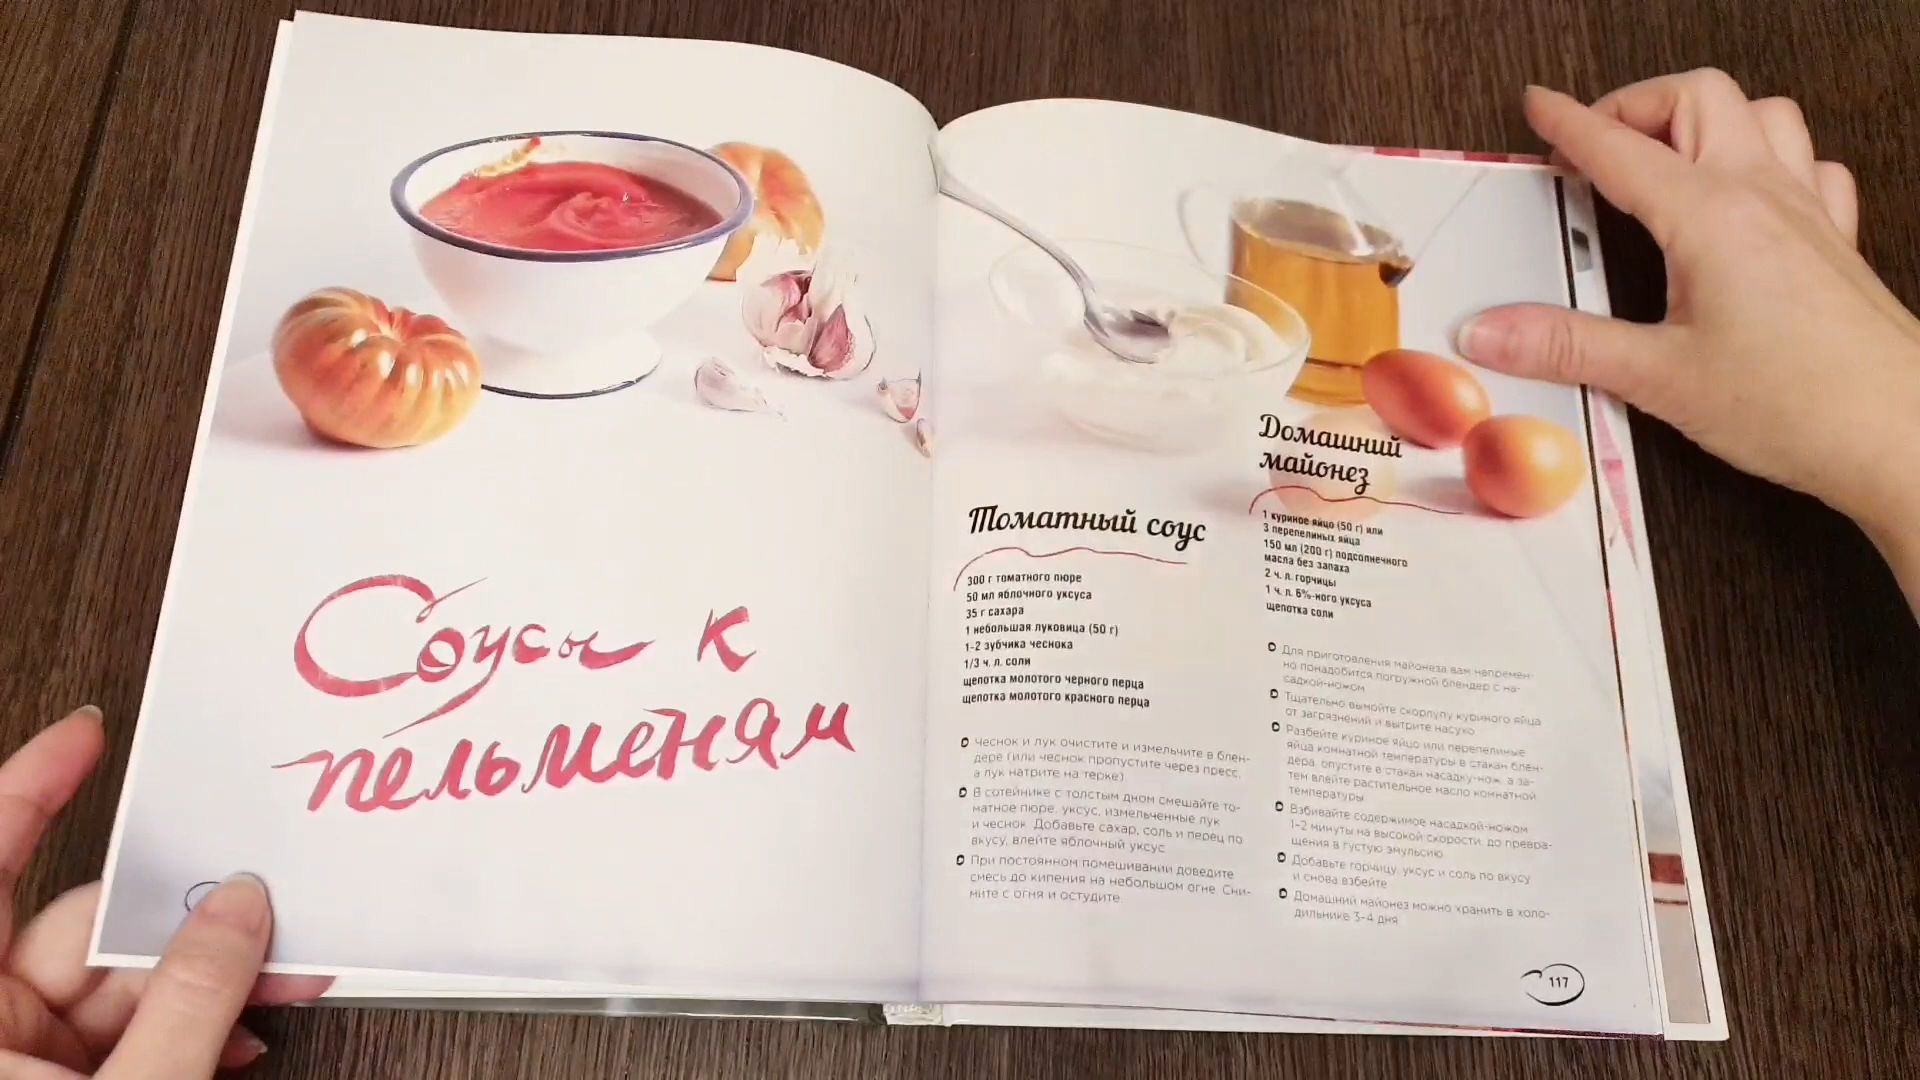 Соусы к
пельменям
Томатный соус
300 г томатного пюре
50 мл яблочного уксуса
35 г сахара
1 небольшая луковица (50 г)
1-2 зубчика чеснока
1/3 ч. л. соли
щепотка молотого черного перца
щепотка молотого красного перца
Чеснок и лук очистите и измельчите в блен-
дере (или чеснок пропустите через пресс,
а лук натрите на терке).
В сотейнике с толстым дном смешайте то-
матное пюре, уксус, измельченные лук
и чеснок. Добавьте сахар, соль и перец по
вкусу, влейте яблочный уксус.
При постоянном помешивании доведите
смесь до кипения на небольшом огне. Сни-
мите с огня и остудите.
Домашний
майонез
1 куриное яйцо (50 г) или
3 перепелиных яйца
150 мл (200 г) подсолнечного
масла без запаха
2 ч. л. горчицы
1 ч. л. 6%-ного уксуса
щепотка соли
Для приготовления майонеза вам непремен-
но понадобится погружной блендер с на-
садкой-ножом.
Тщательно вымойте скорлупу куриного яйца
от загрязнений и вытрите насухо.
Разбейте куриное яйцо или перепелиные
яйца комнатной температуры в стакан блен-
дера, опустите в стакан насадку-нож, а за-
тем влейте растительное масло комнатной
температуры.
Взбивайте содержимое насадкой-ножом
1-2 минуты на высокой скорости, до превра-
щения в густую эмульсию.
Добавьте горчицу, уксус и соль по вкусу
и снова взбейте.
Домашний майонез можно хранить в холо-
дильнике 3-4 дня.
117